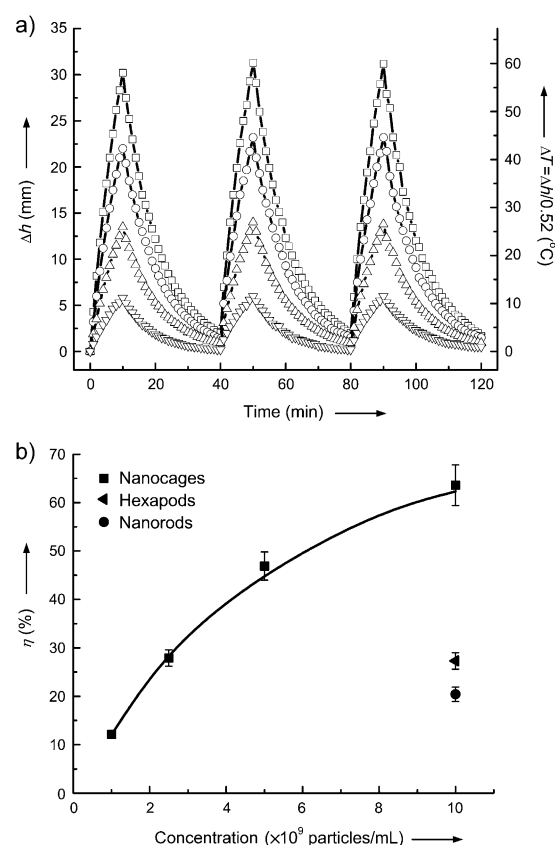 a)
35
30
25
20
15
10
5
0
Δh (mm)
60
50
40
30
20
10
0
ΔT = Δh/0.52 (°C)
0 20 40 60 80 100 120
Time (min)
b)
70
60
50
40
30
20
10
0
η (%)
Nanocages
Hexapods
Nanorods
0 2 4 6 8 10
Concentration (×10⁹ particles/mL)